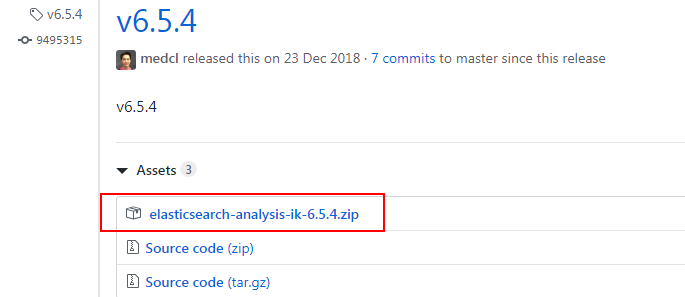 v6.5.4
9495315
v6.5.4
medcl released this on 23 Dec 2018 · 7 commits to master since this release
v6.5.4
Assets 3
elasticsearch-analysis-ik-6.5.4.zip
Source code (zip)
Source code (tar.gz)